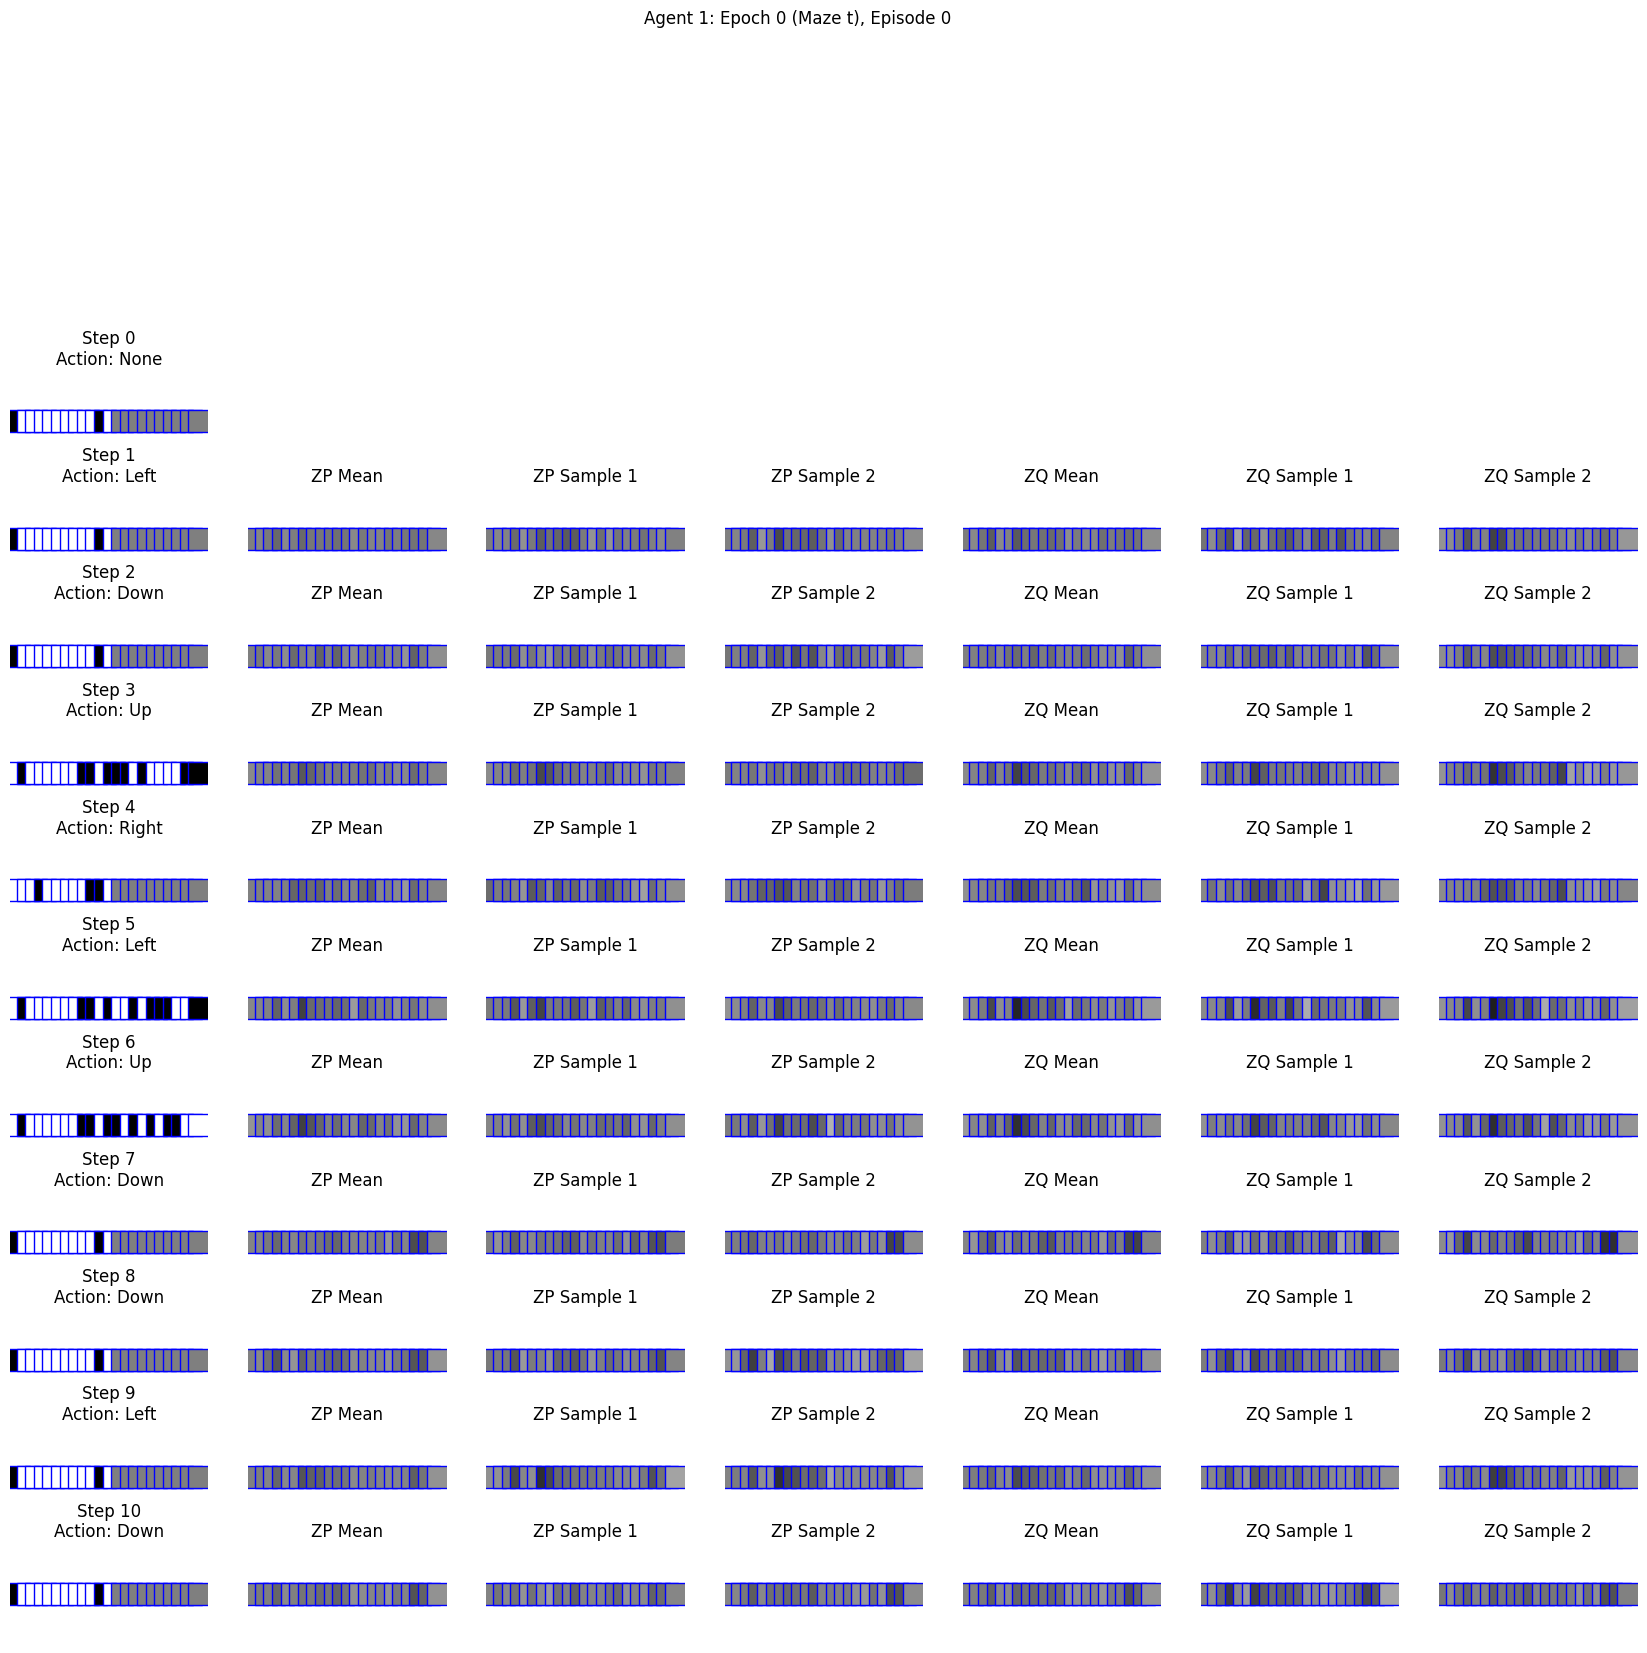 Agent 1: Epoch 0 (Maze t), Episode 0
Step 0
Action: None
Step 1
Action: Left
ZP Mean
ZP Sample 1
ZP Sample 2
ZQ Mean
ZQ Sample 1
ZQ Sample 2
Step 2
Action: Down
ZP Mean
ZP Sample 1
ZP Sample 2
ZQ Mean
ZQ Sample 1
ZQ Sample 2
Step 3
Action: Up
ZP Mean
ZP Sample 1
ZP Sample 2
ZQ Mean
ZQ Sample 1
ZQ Sample 2
Step 4
Action: Right
ZP Mean
ZP Sample 1
ZP Sample 2
ZQ Mean
ZQ Sample 1
ZQ Sample 2
Step 5
Action: Left
ZP Mean
ZP Sample 1
ZP Sample 2
ZQ Mean
ZQ Sample 1
ZQ Sample 2
Step 6
Action: Up
ZP Mean
ZP Sample 1
ZP Sample 2
ZQ Mean
ZQ Sample 1
ZQ Sample 2
Step 7
Action: Down
ZP Mean
ZP Sample 1
ZP Sample 2
ZQ Mean
ZQ Sample 1
ZQ Sample 2
Step 8
Action: Down
ZP Mean
ZP Sample 1
ZP Sample 2
ZQ Mean
ZQ Sample 1
ZQ Sample 2
Step 9
Action: Left
ZP Mean
ZP Sample 1
ZP Sample 2
ZQ Mean
ZQ Sample 1
ZQ Sample 2
Step 10
Action: Down
ZP Mean
ZP Sample 1
ZP Sample 2
ZQ Mean
ZQ Sample 1
ZQ Sample 2